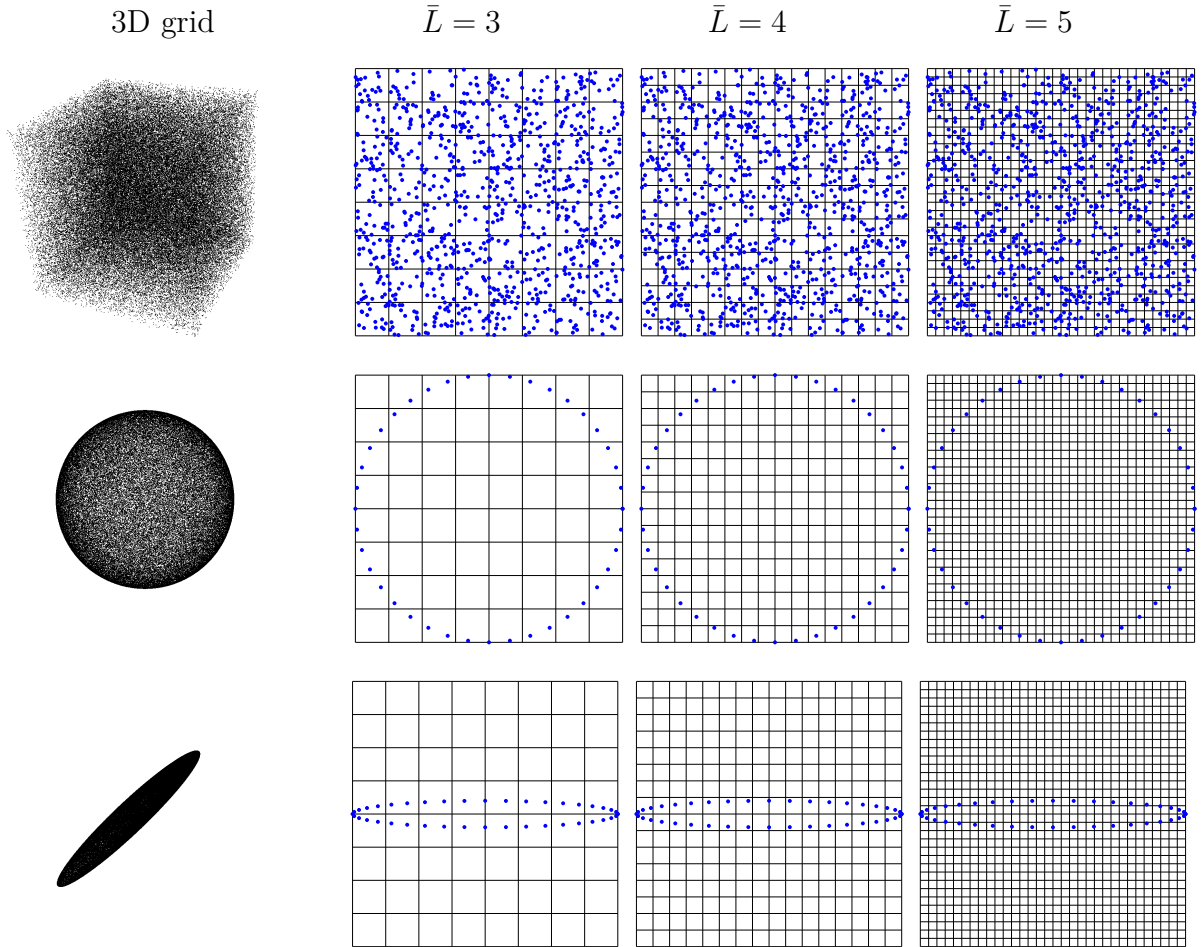 3D grid L̄ = 3 L̄ = 4 L̄ = 5